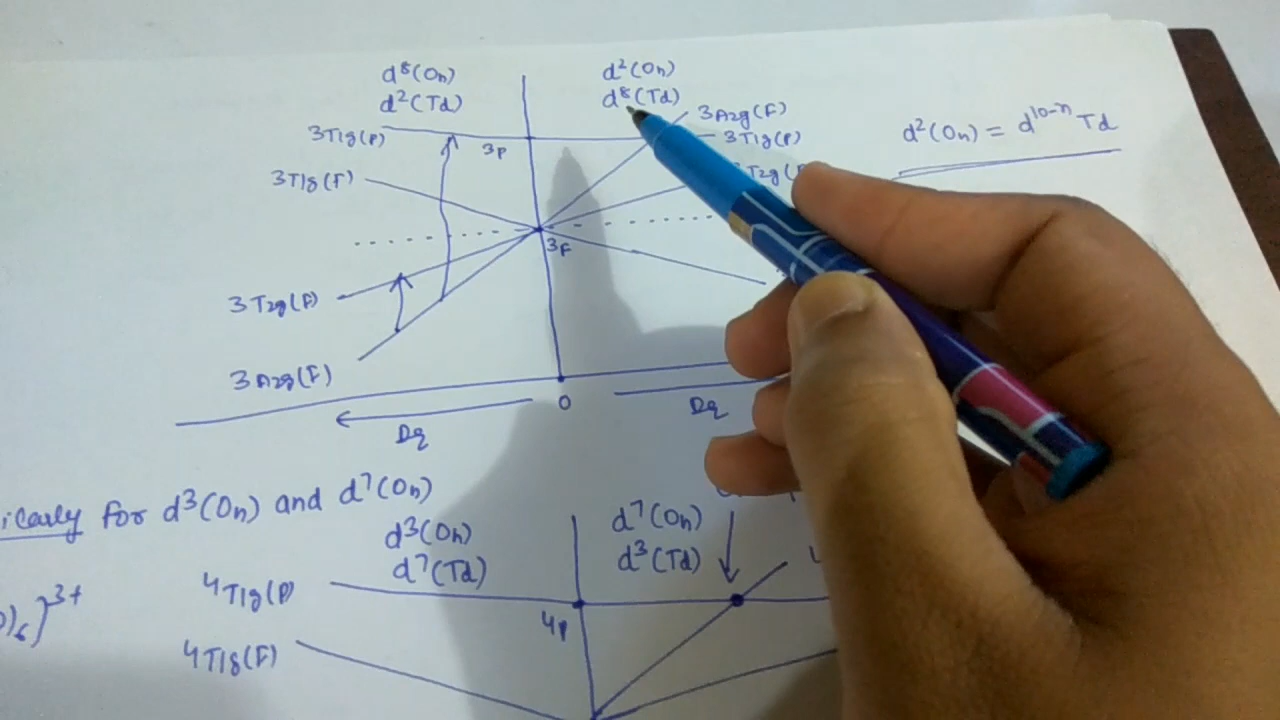 d⁸(Oh) d²(Oh)
d²(Td) d⁸(Td)
3A2g(F)
3T1g(P) 3P 3T1g(P)
d²(Oh) = d¹⁰⁻ⁿ Td
3T1g(F) 3T2g(
3F
3T2g(F)
3A2g(F)
0
Dq Dq
for d³(Oh) and d⁷(Oh)
d³(Oh) d⁷(Oh)
d⁷(Td) d³(Td)
]³⁺ 4T1g(P)
4P
4T1g(F)